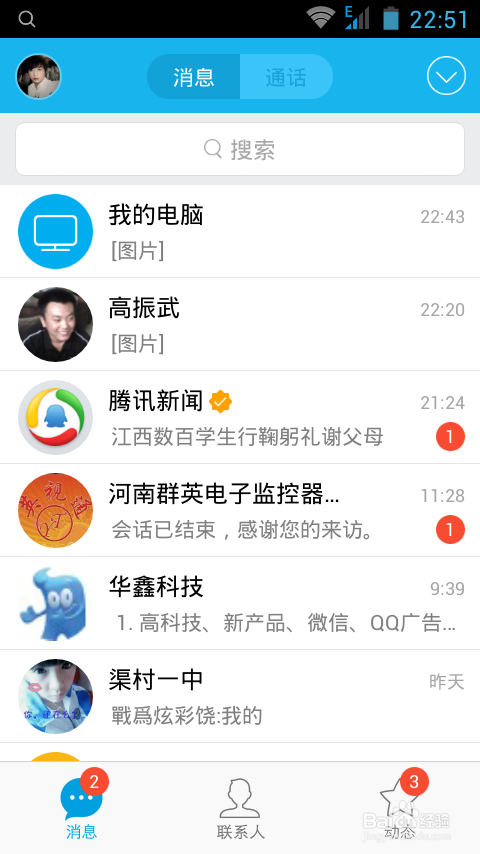 E
22:51
消息
通话
搜索
我的电脑
22:43
[图片]
高振武
22:20
[图片]
腾讯新闻
21:24
江西数百学生行鞠躬礼谢父母
1
河南群英电子监控器...
11:28
会话已结束，感谢您的来访。
1
华鑫科技
9:39
1. 高科技、新产品、微信、QQ广告...
渠村一中
昨天
戰爲炫彩饶:我的
2
3
消息
联系人
动态
Baidu经验
jingyan.baidu.com